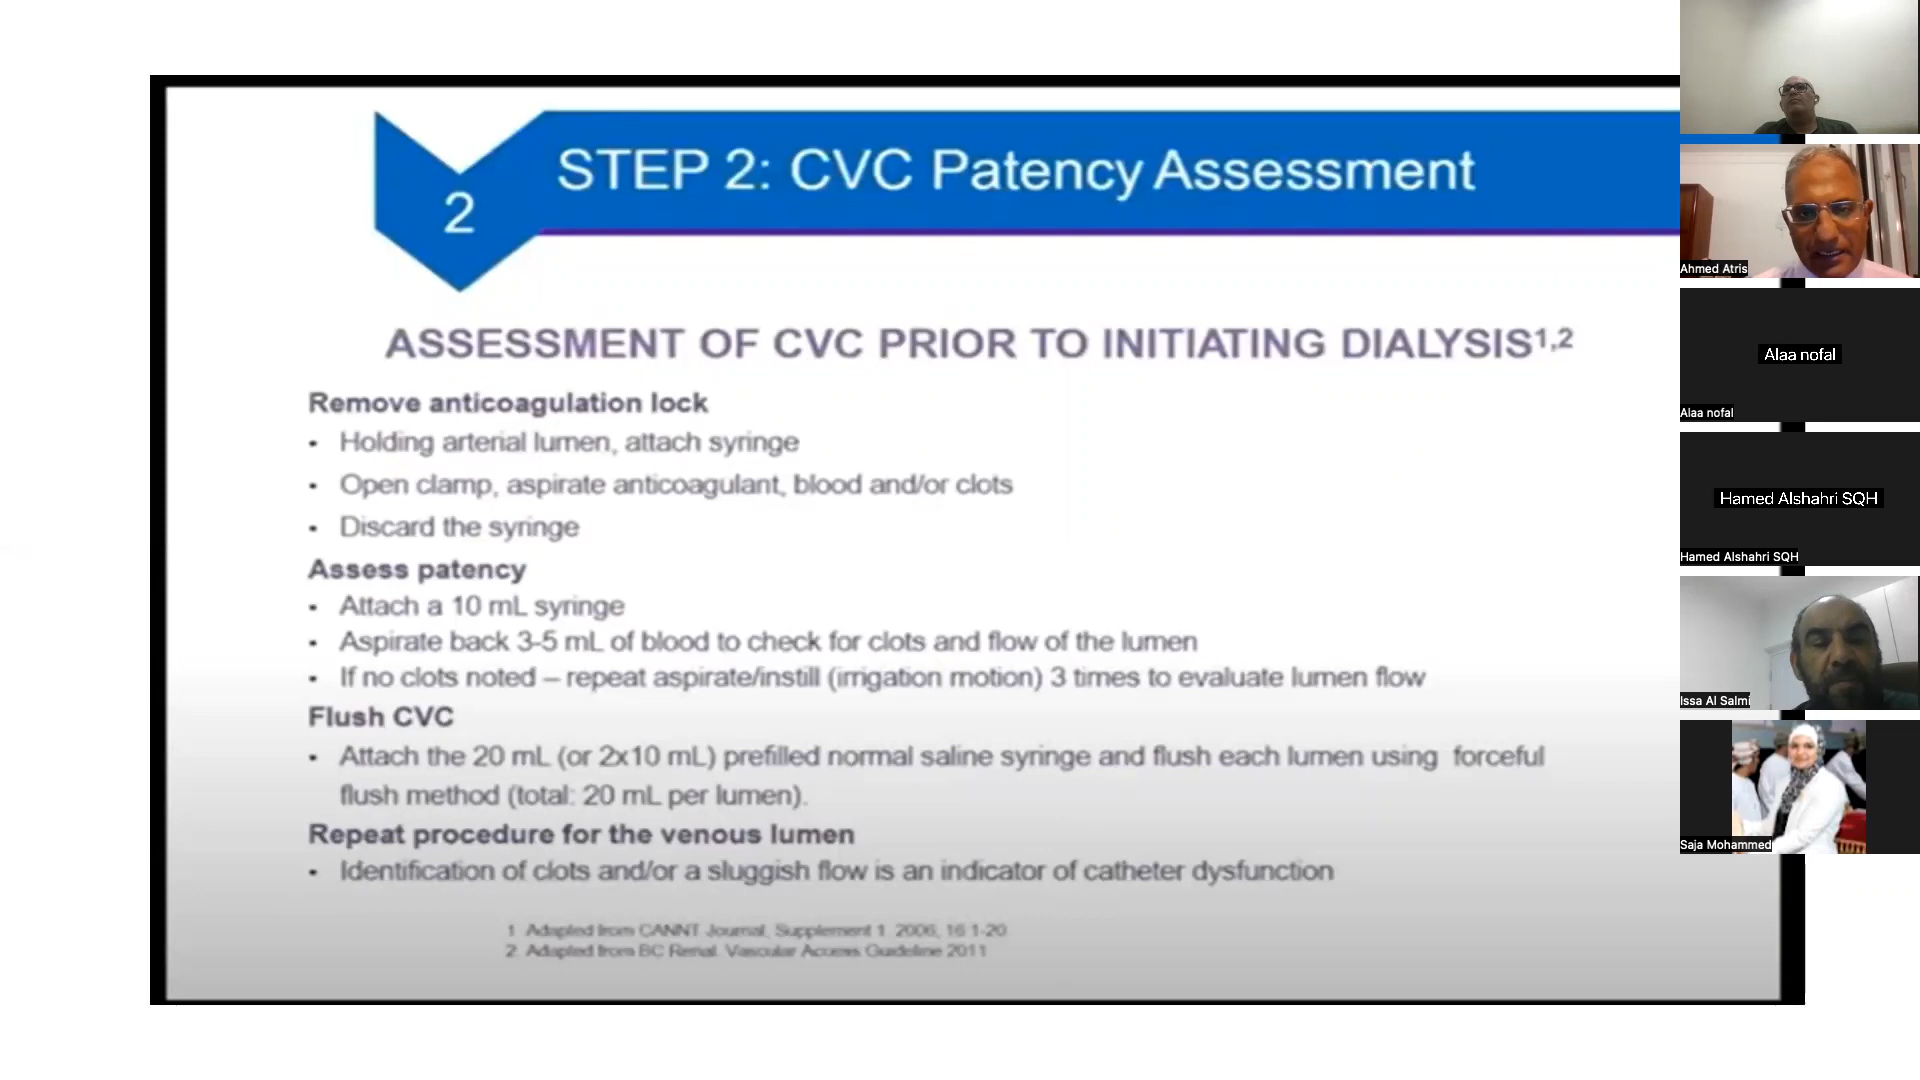 STEP 2: CVC Patency Assessment
2
ASSESSMENT OF CVC PRIOR TO INITIATING DIALYSIS1,2
Remove anticoagulation lock
• Holding arterial lumen, attach syringe
• Open clamp, aspirate anticoagulant, blood and/or clots
• Discard the syringe
Assess patency
• Attach a 10 mL syringe
• Aspirate back 3-5 mL of blood to check for clots and flow of the lumen
• If no clots noted – repeat aspirate/instill (irrigation motion) 3 times to evaluate lumen flow
Flush CVC
• Attach the 20 mL (or 2x10 mL) prefilled normal saline syringe and flush each lumen using forceful
flush method (total: 20 mL per lumen).
Repeat procedure for the venous lumen
• Identification of clots and/or a sluggish flow is an indicator of catheter dysfunction
1 Adapted from CANNT Journal, Supplement 1. 2006, 16:1-20
2 Adapted from BC Renal. Vascular Access Guideline 2011
Ahmed Atris
Alaa nofal
Alaa nofal
Hamed Alshahri SQH
Hamed Alshahri SQH
Issa Al Salmi
Saja Mohammed